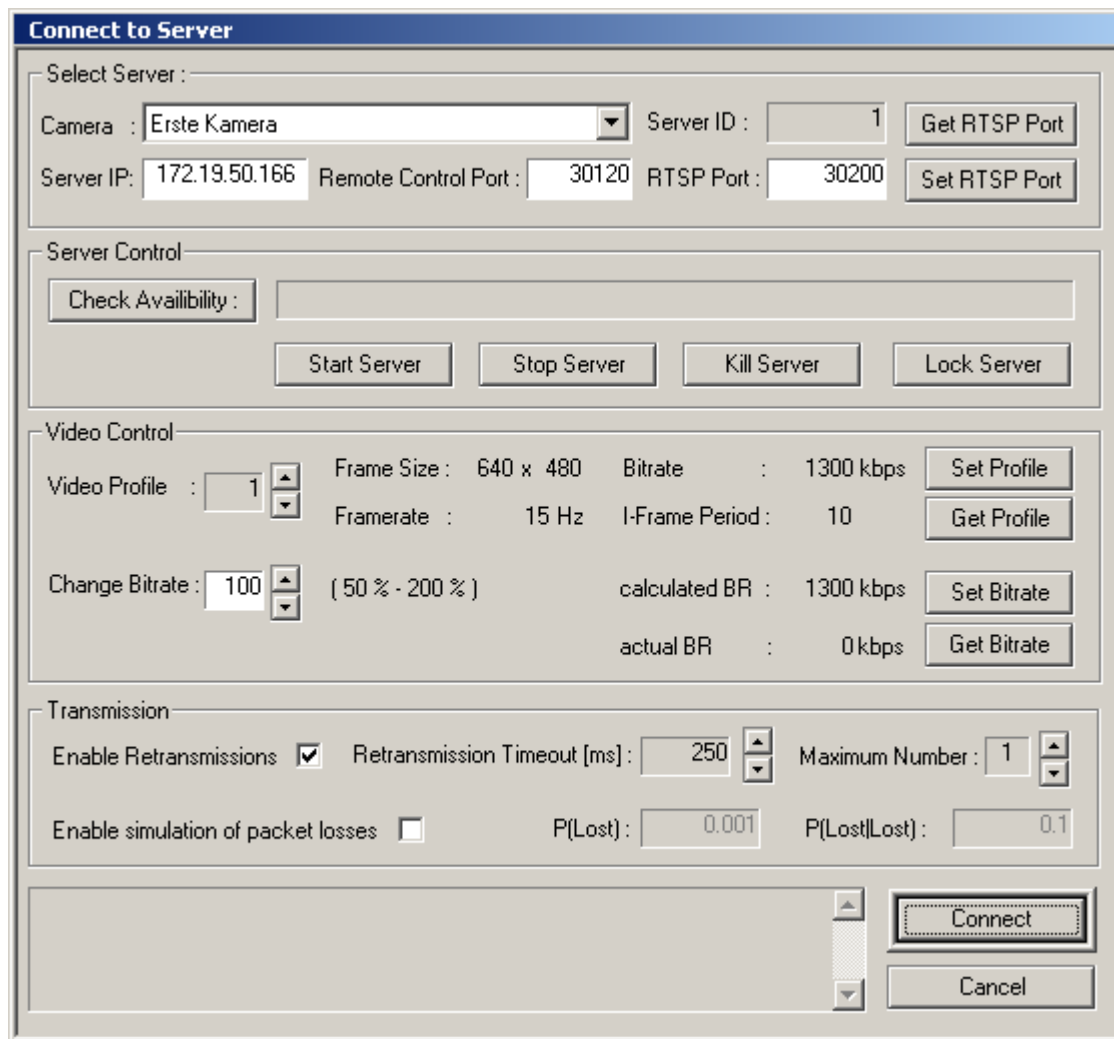 Connect to Server
Select Server :
Camera : Erste Kamera Server ID : 1 Get RTSP Port
Server IP: 172.19.50.166 Remote Control Port : 30120 RTSP Port : 30200 Set RTSP Port
Server Control
Check Availibility :
Start Server Stop Server Kill Server Lock Server
Video Control
Video Profile : 1 Frame Size : 640 x 480 Bitrate : 1300 kbps Set Profile
Framerate : 15 Hz I-Frame Period : 10 Get Profile
Change Bitrate : 100 ( 50 % - 200 % ) calculated BR : 1300 kbps Set Bitrate
actual BR : 0 kbps Get Bitrate
Transmission
Enable Retransmissions Retransmission Timeout [ms] : 250 Maximum Number : 1
Enable simulation of packet losses P(Lost) : 0.001 P(Lost|Lost) : 0.1
Connect
Cancel